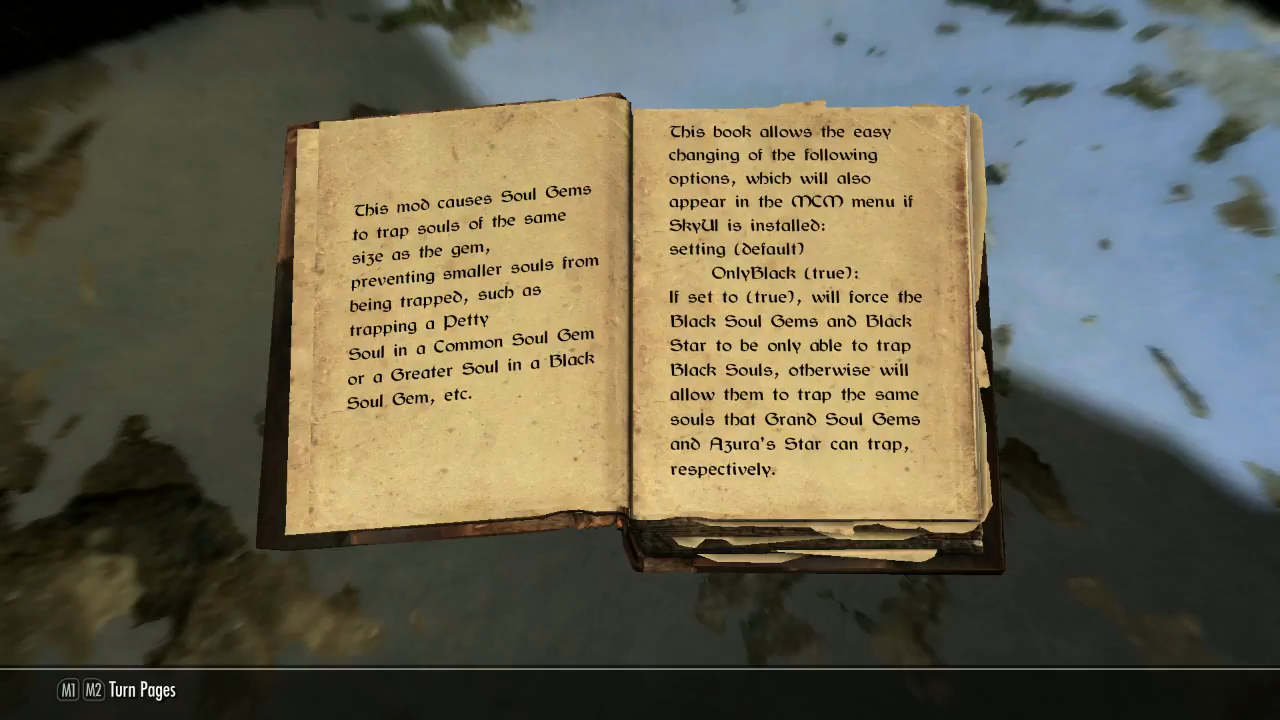 This mod causes Soul Gems
to trap souls of the same
size as the gem,
preventing smaller souls from
being trapped, such as
trapping a Petty
Soul in a Common Soul Gem
or a Greater Soul in a Black
Soul Gem, etc.
This book allows the easy
changing of the following
options, which will also
appear in the MCM menu if
SkyUI is installed:
setting (default)
OnlyBlack (true):
If set to (true), will force the
Black Soul Gems and Black
Star to be only able to trap
Black Souls, otherwise will
allow them to trap the same
souls that Grand Soul Gems
and Azura's Star can trap,
respectively.
M1 M2 Turn Pages